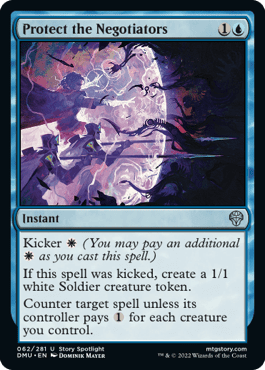 Protect the Negotiators 1
Instant
Kicker (You may pay an additional
as you cast this spell.)
If this spell was kicked, create a 1/1
white Soldier creature token.
Counter target spell unless its
controller pays 1 for each creature
you control.
062/281 U Story Spotlight mtgstory.com
DMU • EN Dominik Mayer ™ & © 2022 Wizards of the Coast